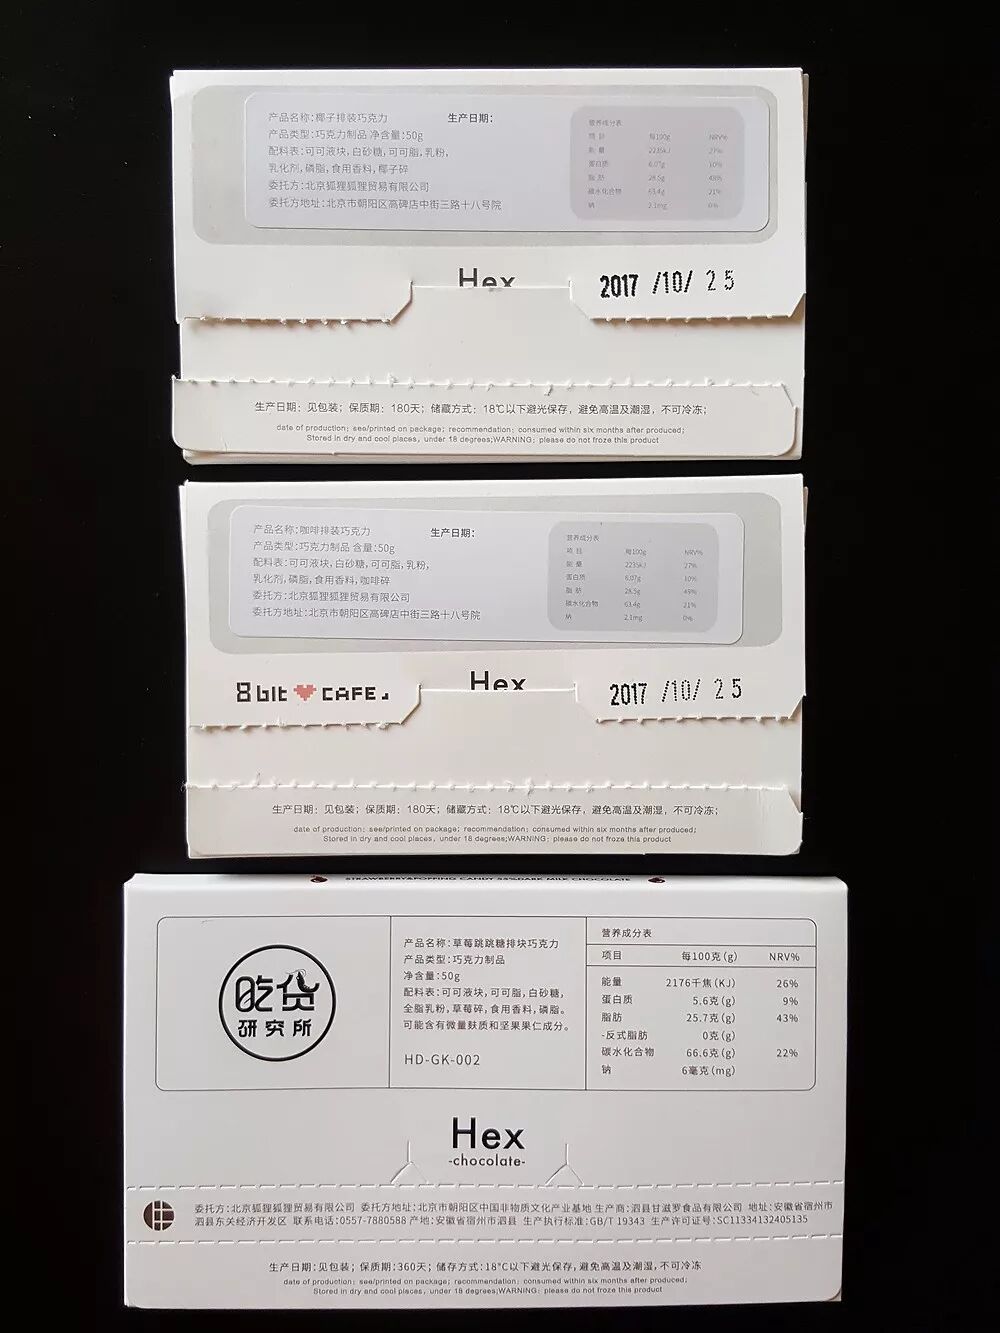 产品名称:椰子排装巧克力
生产日期:
产品类型:巧克力制品 净含量:50g
配料表:可可液块,白砂糖,可可脂,乳粉,
乳化剂,磷脂,食用香料,椰子碎
委托方:北京狐狸狐狸贸易有限公司
委托方地址:北京市朝阳区高碑店中街三路十八号院
营养成分表
项 目 每100g NRV%
能 量 2235kJ 27%
蛋白质 6.07g 10%
脂 肪 28.5g 48%
碳水化合物 63.4g 21%
钠 2.1mg 0%
Hex
2017 /10/ 25
生产日期：见包装；保质期：180天；储藏方式：18℃以下避光保存，避免高温及潮湿，不可冷冻；
date of production: see/printed on package; recommendation: consumed within six months after produced;
Stored in dry and cool places, under 18 degrees;WARNING: please do not froze this product
产品名称:咖啡排装巧克力
生产日期:
产品类型:巧克力制品 含量:50g
配料表:可可液块,白砂糖,可可脂,乳粉,
乳化剂,磷脂,食用香料,咖啡碎
委托方:北京狐狸狐狸贸易有限公司
委托方地址:北京市朝阳区高碑店中街三路十八号院
营养成分表
项 目 每100g NRV%
能 量 2235kJ 27%
蛋白质 6.07g 10%
脂 肪 28.5g 49%
碳水化合物 63.4g 21%
钠 2.1mg 0%
8bit CAFE
Hex
2017 /10/ 25
生产日期：见包装；保质期：180天；储藏方式：18℃以下避光保存，避免高温及潮湿，不可冷冻；
date of production: see/printed on package; recommendation: consumed within six months after produced;
Stored in dry and cool places, under 18 degrees;WARNING: please do not froze this product
STRAWBERRY&POPPING CANDY 55%DARK MILK CHOCOLATE
吃货
研究所
产品名称:草莓跳跳糖排块巧克力
产品类型:巧克力制品
净含量:50g
配料表:可可液块,可可脂,白砂糖,
全脂乳粉,草莓碎,食用香料,磷脂。
可能含有微量麸质和坚果果仁成分。
HD-GK-002
营养成分表
项目 每100克(g) NRV%
能量 2176千焦(KJ) 26%
蛋白质 5.6克(g) 9%
脂肪 25.7克(g) 43%
-反式脂肪 0克(g)
碳水化合物 66.6克(g) 22%
钠 6毫克(mg)
Hex
-chocolate-
委托方:北京狐狸狐狸贸易有限公司 委托方地址:北京市朝阳区中国非物质文化产业基地 生产商:泗县甘滋罗食品有限公司 地址:安徽省宿州市
泗县东关经济开发区 联系电话:0557-7880588 产地:安徽省宿州市泗县 生产执行标准:GB/T 19343 生产许可证号:SC11334132405135
生产日期:见包装；保质期:360天；储存方式:18°C以下避光保存,避免高温及潮湿,不可冷冻
date of production: see/printed on package; recommendation: consumed within six months after produced;
Stored in dry and cool places, under 18 degrees;WARNING: please do not froze this product